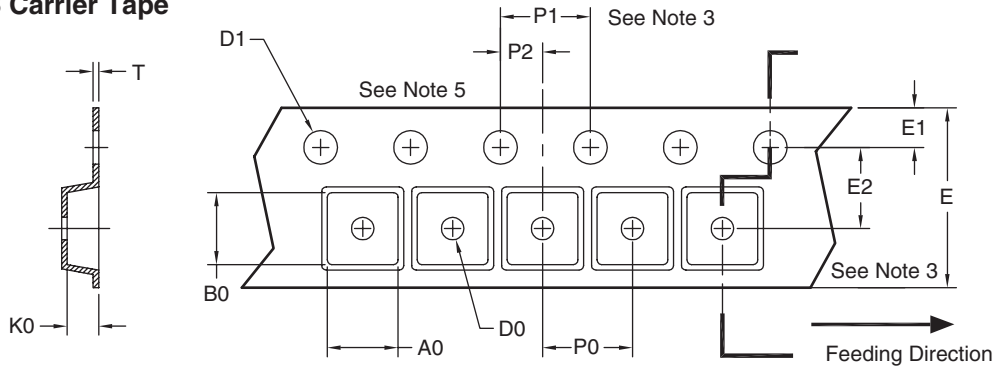 Carrier Tape
P1
See Note 3
D1
P2
T
See Note 5
E1
E2
E
B0
See Note 3
K0
D0
A0
P0
Feeding Direction